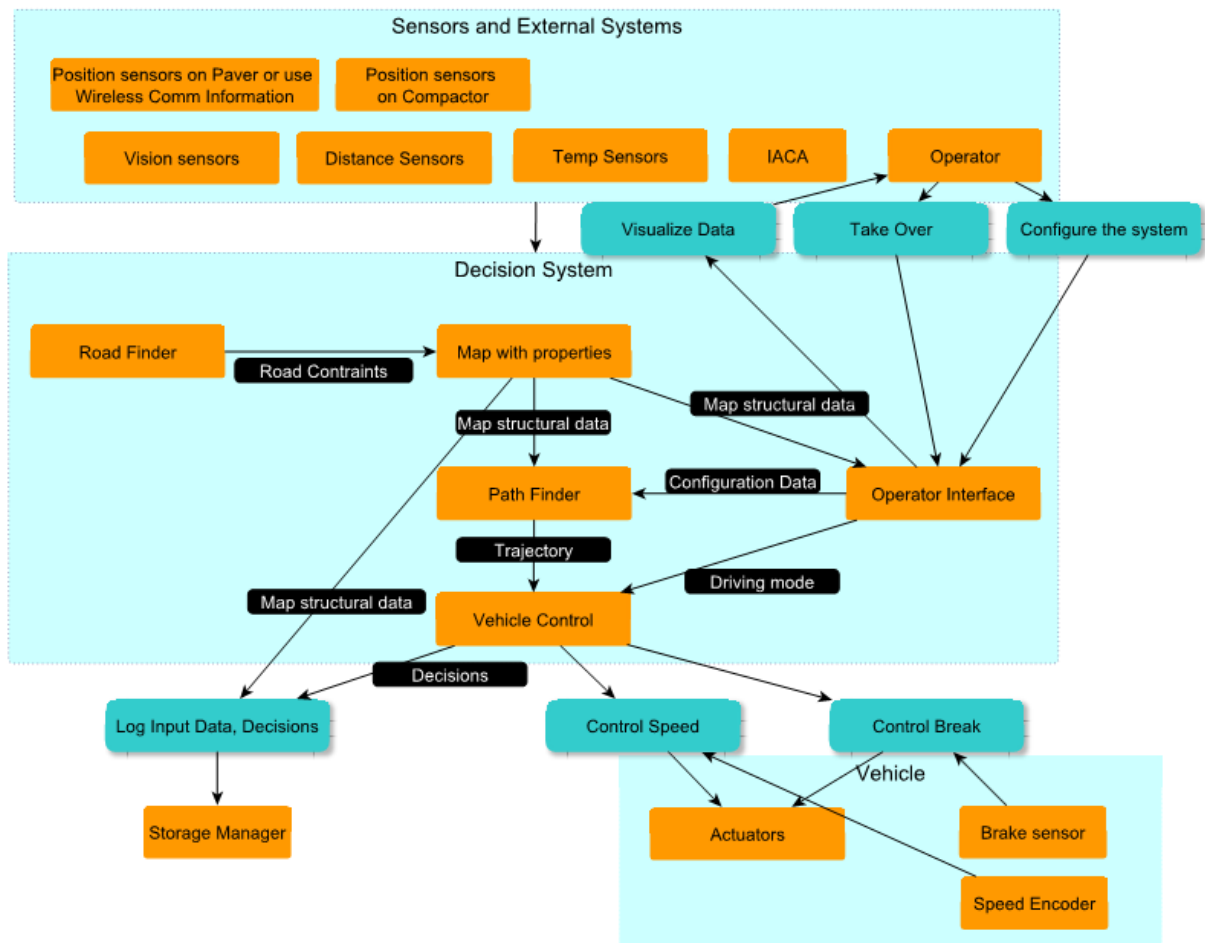 Sensors and External Systems
Position sensors on Paver or use
Wireless Comm Information
Position sensors
on Compactor
Vision sensors
Distance Sensors
Temp Sensors
IACA
Operator
Visualize Data
Take Over
Configure the system
Decision System
Road Finder
Road Contraints
Map with properties
Map structural data
Map structural data
Path Finder
Configuration Data
Operator Interface
Trajectory
Driving mode
Map structural data
Vehicle Control
Decisions
Log Input Data, Decisions
Control Speed
Control Break
Vehicle
Storage Manager
Actuators
Brake sensor
Speed Encoder